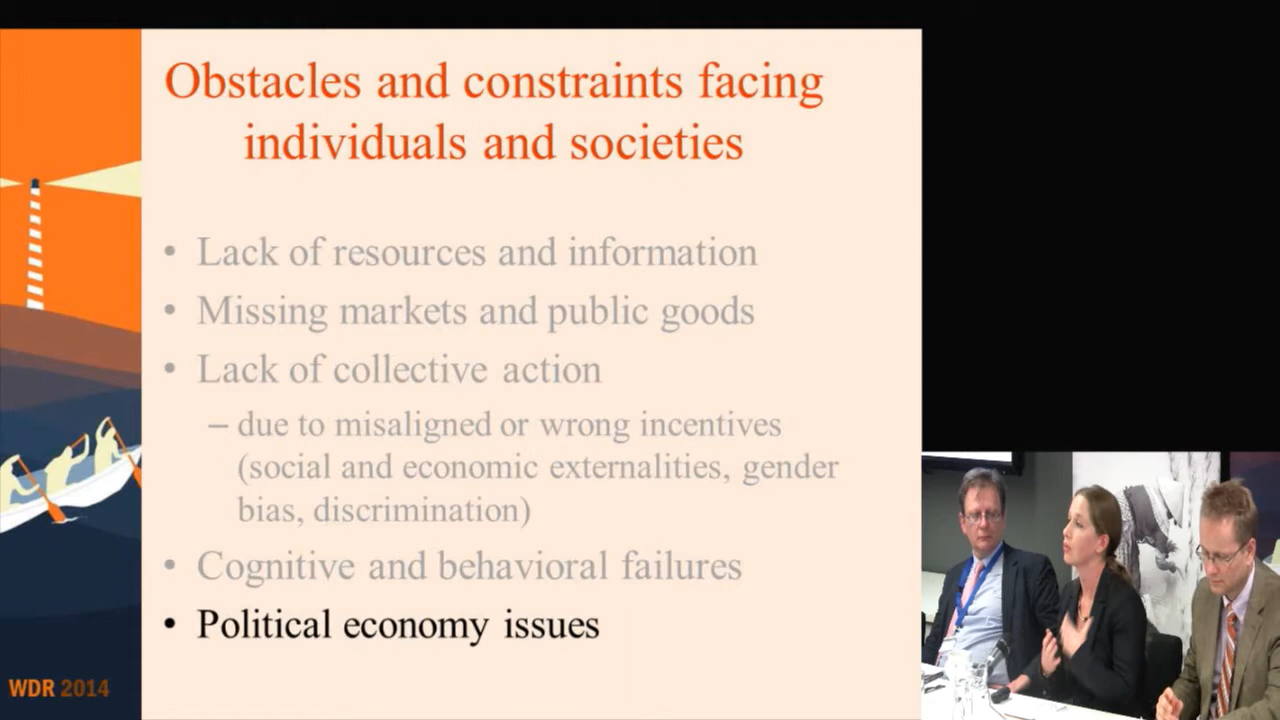 Obstacles and constraints facing
individuals and societies
• Lack of resources and information
• Missing markets and public goods
• Lack of collective action
– due to misaligned or wrong incentives
(social and economic externalities, gender
bias, discrimination)
• Cognitive and behavioral failures
• Political economy issues
WDR 2014